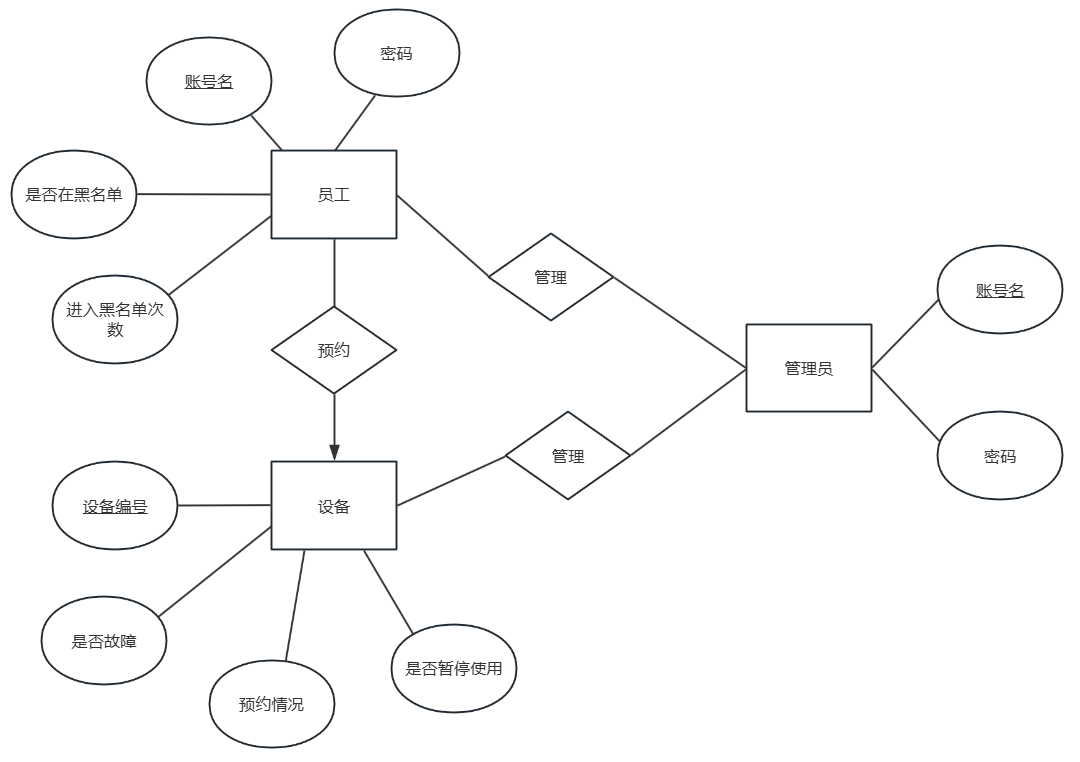 密码
账号名
是否在黑名单
员工
进入黑名单次
数
管理
账号名
预约
管理员
管理
密码
设备编号
设备
是否故障
是否暂停使用
预约情况